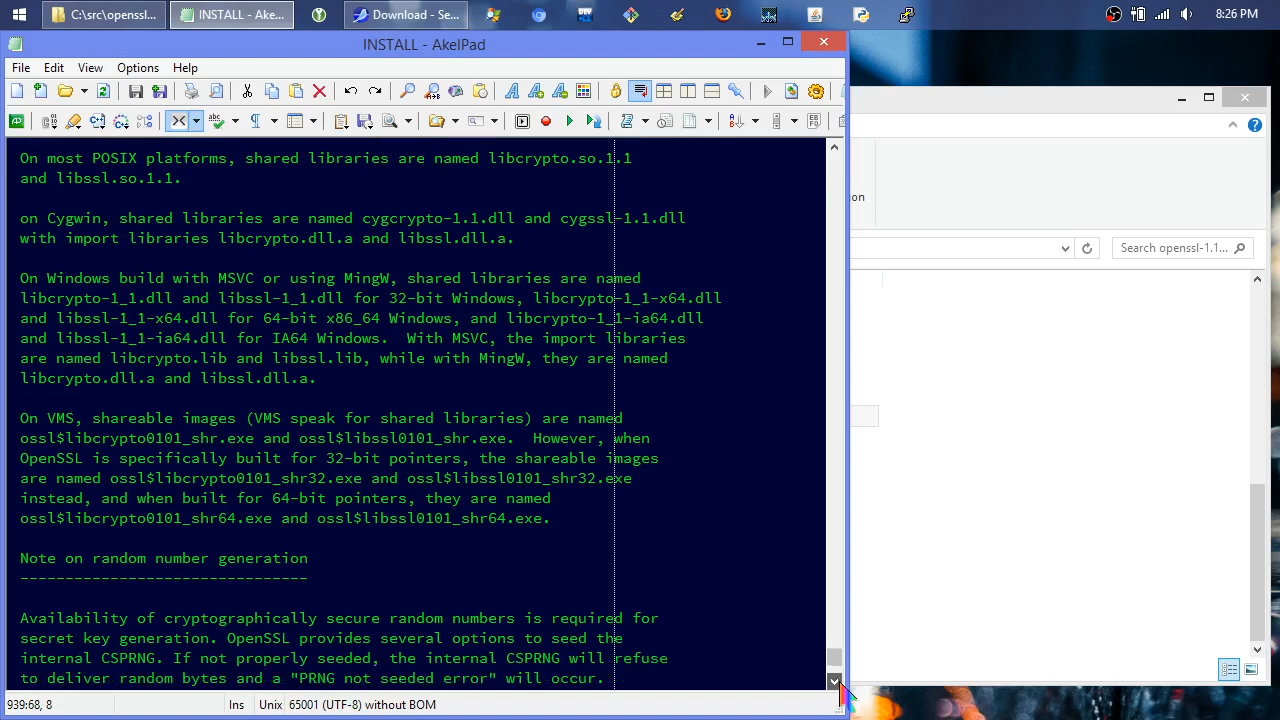 C:\src\openssl...
INSTALL - Ake...
Download - Se...
8:26 PM
INSTALL - AkelPad
File Edit View Options Help
On most POSIX platforms, shared libraries are named libcrypto.so.1.1
and libssl.so.1.1.
on Cygwin, shared libraries are named cygcrypto-1.1.dll and cygssl-1.1.dll
with import libraries libcrypto.dll.a and libssl.dll.a.
On Windows build with MSVC or using MingW, shared libraries are named
libcrypto-1_1.dll and libssl-1_1.dll for 32-bit Windows, libcrypto-1_1-x64.dll
and libssl-1_1-x64.dll for 64-bit x86_64 Windows, and libcrypto-1_1-ia64.dll
and libssl-1_1-ia64.dll for IA64 Windows.  With MSVC, the import libraries
are named libcrypto.lib and libssl.lib, while with MingW, they are named
libcrypto.dll.a and libssl.dll.a.
On VMS, shareable images (VMS speak for shared libraries) are named
ossl$libcrypto0101_shr.exe and ossl$libssl0101_shr.exe.  However, when
OpenSSL is specifically built for 32-bit pointers, the shareable images
are named ossl$libcrypto0101_shr32.exe and ossl$libssl0101_shr32.exe
instead, and when built for 64-bit pointers, they are named
ossl$libcrypto0101_shr64.exe and ossl$libssl0101_shr64.exe.
Note on random number generation
--------------------------------
Availability of cryptographically secure random numbers is required for
secret key generation. OpenSSL provides several options to seed the
internal CSPRNG. If not properly seeded, the internal CSPRNG will refuse
to deliver random bytes and a "PRNG not seeded error" will occur.
939:68, 8 Ins Unix 65001 (UTF-8) without BOM
on
Search openssl-1.1...